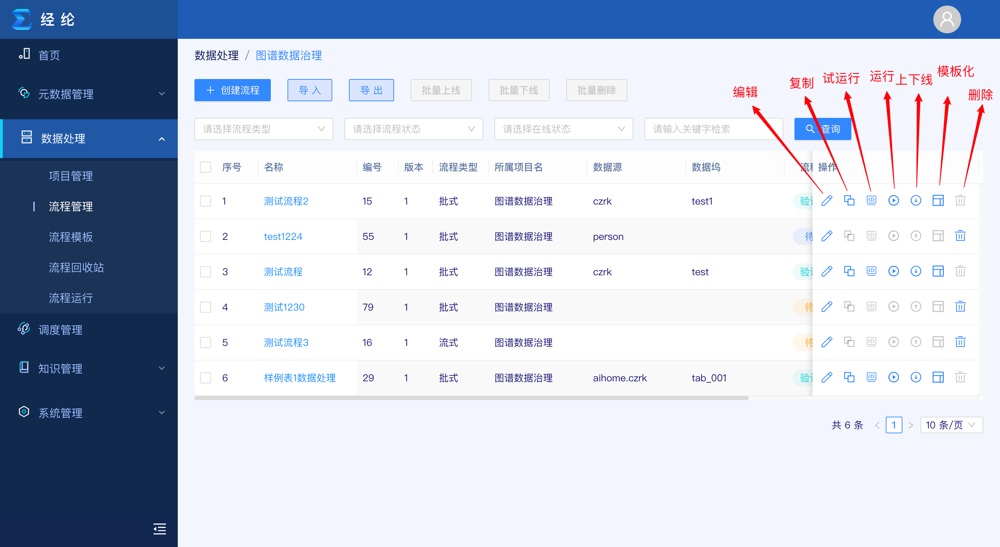 经 纶
首页
元数据管理
数据处理
项目管理
流程管理
流程模板
流程回收站
流程运行
调度管理
知识管理
系统管理
数据处理 / 图谱数据治理
创建流程 导 入 导 出 批量上线 批量下线 批量删除
编辑 复制 试运行 运行 上下线 模板化 删除
请选择流程类型 请选择流程状态 请选择在线状态 请输入关键字检索 查询
序号 名称 编号 版本 流程类型 所属项目名 数据源 数据坞 流程 操作
1 测试流程2 15 1 批式 图谱数据治理 czrk test1 验
2 test1224 55 1 批式 图谱数据治理 person 待
3 测试流程 12 1 批式 图谱数据治理 czrk test 验
4 测试1230 79 1 批式 图谱数据治理 待
5 测试流程3 16 1 流式 图谱数据治理 待
6 样例表1数据处理 29 1 批式 图谱数据治理 aihome.czrk tab_001 验
共 6 条 < 1 > 10 条/页